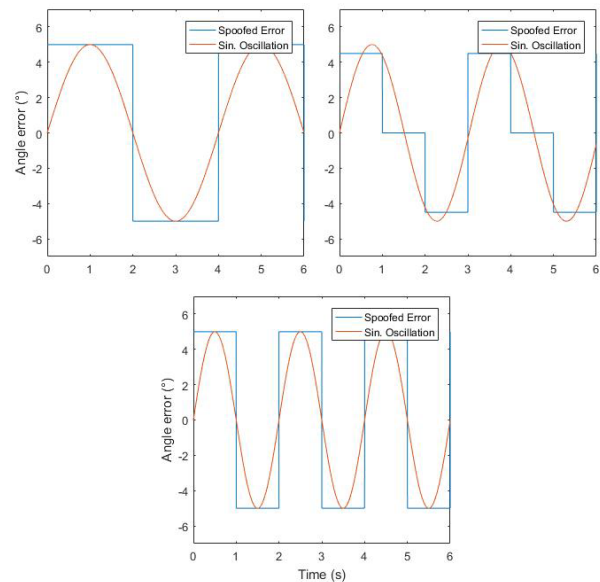 Angle error (°)
6
4
2
0
-2
-4
-6
0 1 2 3 4 5 6
Spoofed Error
Sin. Oscillation
6
4
2
0
-2
-4
-6
0 1 2 3 4 5 6
Spoofed Error
Sin. Oscillation
Angle error (°)
6
4
2
0
-2
-4
-6
0 1 2 3 4 5 6
Spoofed Error
Sin. Oscillation
Time (s)